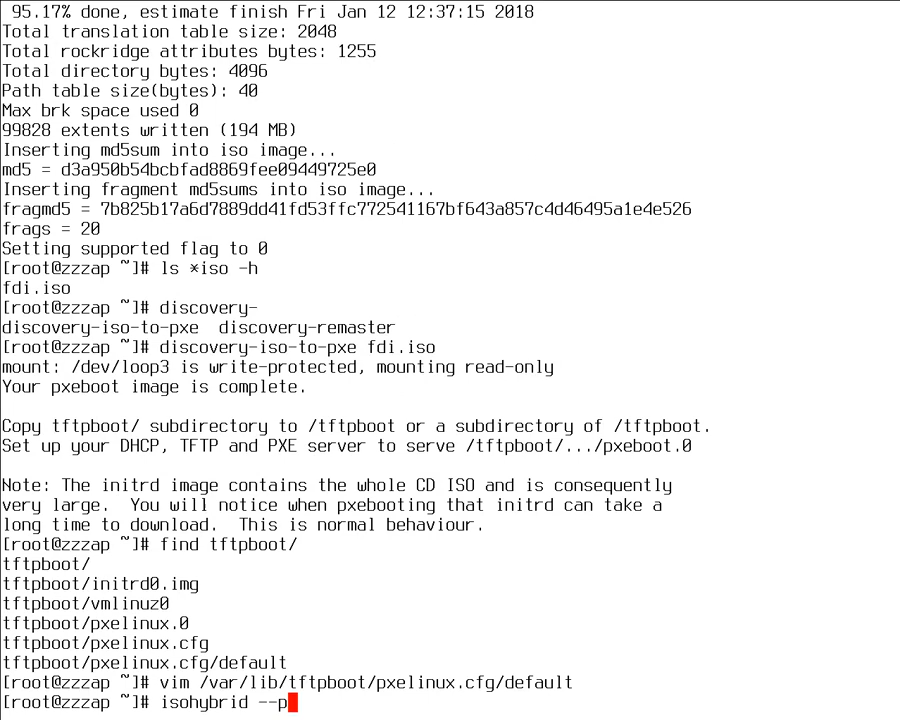 95.17% done, estimate finish Fri Jan 12 12:37:15 2018
Total translation table size: 2048
Total rockridge attributes bytes: 1255
Total directory bytes: 4096
Path table size(bytes): 40
Max brk space used 0
99828 extents written (194 MB)
Inserting md5sum into iso image...
md5 = d3a950b54bcbfad8869fee09449725e0
Inserting fragment md5sums into iso image...
fragmd5 = 7b825b17a6d7889dd41fd53ffc772541167bf643a857c4d46495a1e4e526
frags = 20
Setting supported flag to 0
[root@zzzap ~]# ls *iso -h
fdi.iso
[root@zzzap ~]# discovery-
discovery-iso-to-pxe  discovery-remaster
[root@zzzap ~]# discovery-iso-to-pxe fdi.iso
mount: /dev/loop3 is write-protected, mounting read-only
Your pxeboot image is complete.

Copy tftpboot/ subdirectory to /tftpboot or a subdirectory of /tftpboot.
Set up your DHCP, TFTP and PXE server to serve /tftpboot/.../pxeboot.0

Note: The initrd image contains the whole CD ISO and is consequently
very large.  You will notice when pxebooting that initrd can take a
long time to download.  This is normal behaviour.
[root@zzzap ~]# find tftpboot/
tftpboot/
tftpboot/initrd0.img
tftpboot/vmlinuz0
tftpboot/pxelinux.0
tftpboot/pxelinux.cfg
tftpboot/pxelinux.cfg/default
[root@zzzap ~]# vim /var/lib/tftpboot/pxelinux.cfg/default
[root@zzzap ~]# isohybrid --p